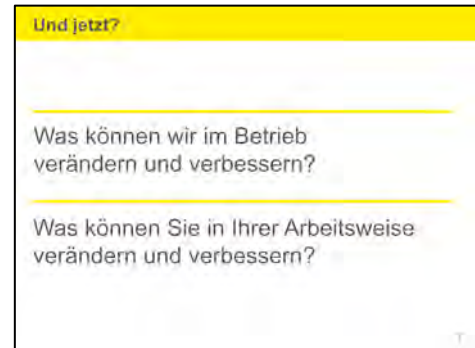 Und jetzt?
Was können wir im Betrieb
verändern und verbessern?
Was können Sie in Ihrer Arbeitsweise
verändern und verbessern?